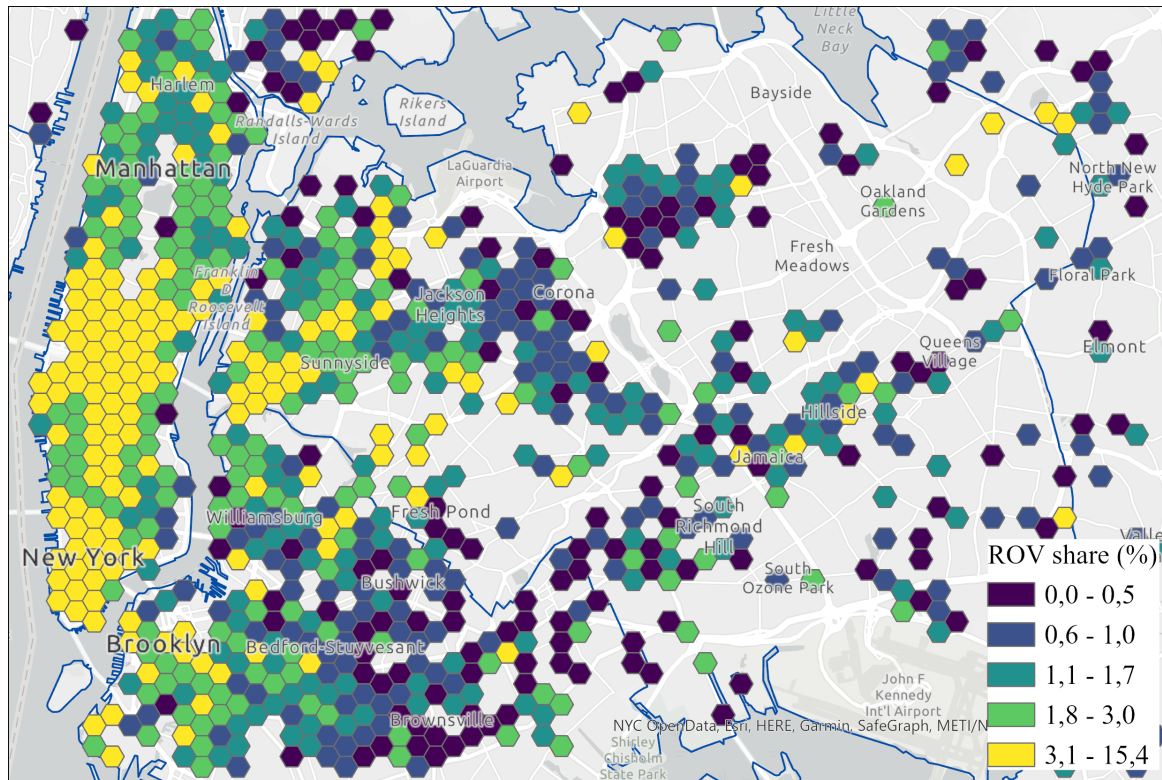 Little
Neck
Bay
Harlem
Rikers
Island
Bayside
Randalls-Wards
Island
LaGuardia
Airport
Manhattan
North New
Hyde Park
Oakland
Gardens
Fresh
Meadows
Franklin
D
Roosevelt
Island
Floral Park
Jackson
Heights
Corona
Queens
Village
Elmont
Sunnyside
Hillside
Jamaica
Fresh Pond
Williamsburg
South
Richmond
Hill
New York
Bushwick
South
Ozone Park
Valle
Brooklyn
Bedford-Stuyvesant
John F
Kennedy
Int'l Airport
Brownsville
NYC OpenData, Esri, HERE, Garmin, SafeGraph, METI/N
Shirley
Chisholm
State Park
ROV share (%)
0,0 - 0,5
0,6 - 1,0
1,1 - 1,7
1,8 - 3,0
3,1 - 15,4